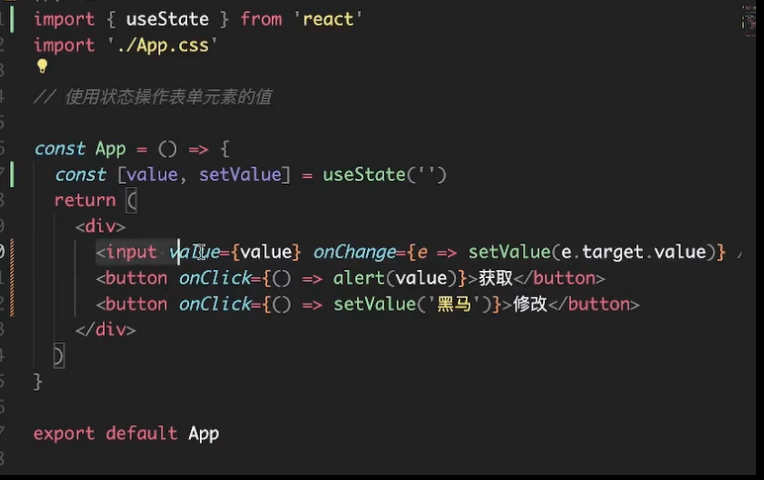 import { useState } from 'react'
import './App.css'
// 使用状态操作表单元素的值
const App = () => {
const [value, setValue] = useState('')
return (
<div>
<input value={value} onChange={e => setValue(e.target.value)} /
<button onClick={() => alert(value)}>获取</button>
<button onClick={() => setValue('黑马')}>修改</button>
</div>
)
}
export default App